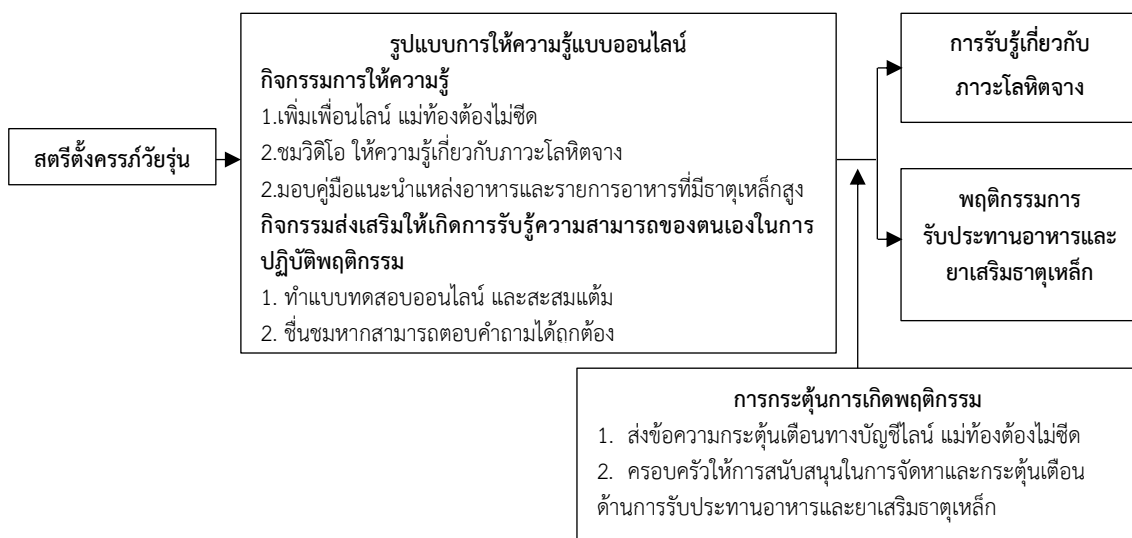 สตรีตั้งครรภ์วัยรุ่น
รูปแบบการให้ความรู้แบบออนไลน์
กิจกรรมการให้ความรู้
1.เพิ่มเพื่อนไลน์ แม่ท้องต้องไม่ซีด
2.ชมวิดิโอ ให้ความรู้เกี่ยวกับภาวะโลหิตจาง
2.มอบคู่มือแนะนำแหล่งอาหารและรายการอาหารที่มีธาตุเหล็กสูง
กิจกรรมส่งเสริมให้เกิดการรับรู้ความสามารถของตนเองในการ
ปฏิบัติพฤติกรรม
1. ทำแบบทดสอบออนไลน์ และสะสมแต้ม
2. ชื่นชมหากสามารถตอบคำถามได้ถูกต้อง
การรับรู้เกี่ยวกับ
ภาวะโลหิตจาง
พฤติกรรมการ
รับประทานอาหารและ
ยาเสริมธาตุเหล็ก
การกระตุ้นการเกิดพฤติกรรม
1. ส่งข้อความกระตุ้นเตือนทางบัญชีไลน์ แม่ท้องต้องไม่ซีด
2. ครอบครัวให้การสนับสนุนในการจัดหาและกระตุ้นเตือน
ด้านการรับประทานอาหารและยาเสริมธาตุเหล็ก